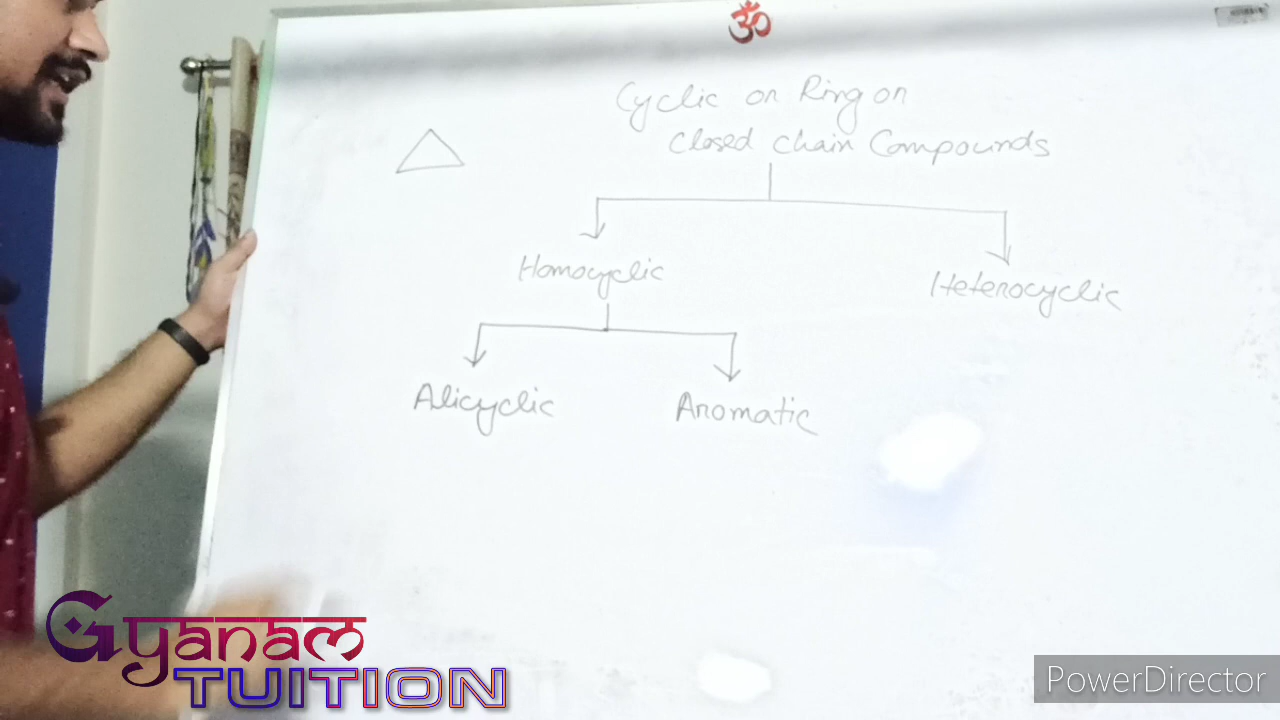 ॐ
Cyclic or Ring or
Closed chain Compounds
Homocyclic
Heterocyclic
Alicyclic
Aromatic
Gyanam
TUITION
PowerDirector